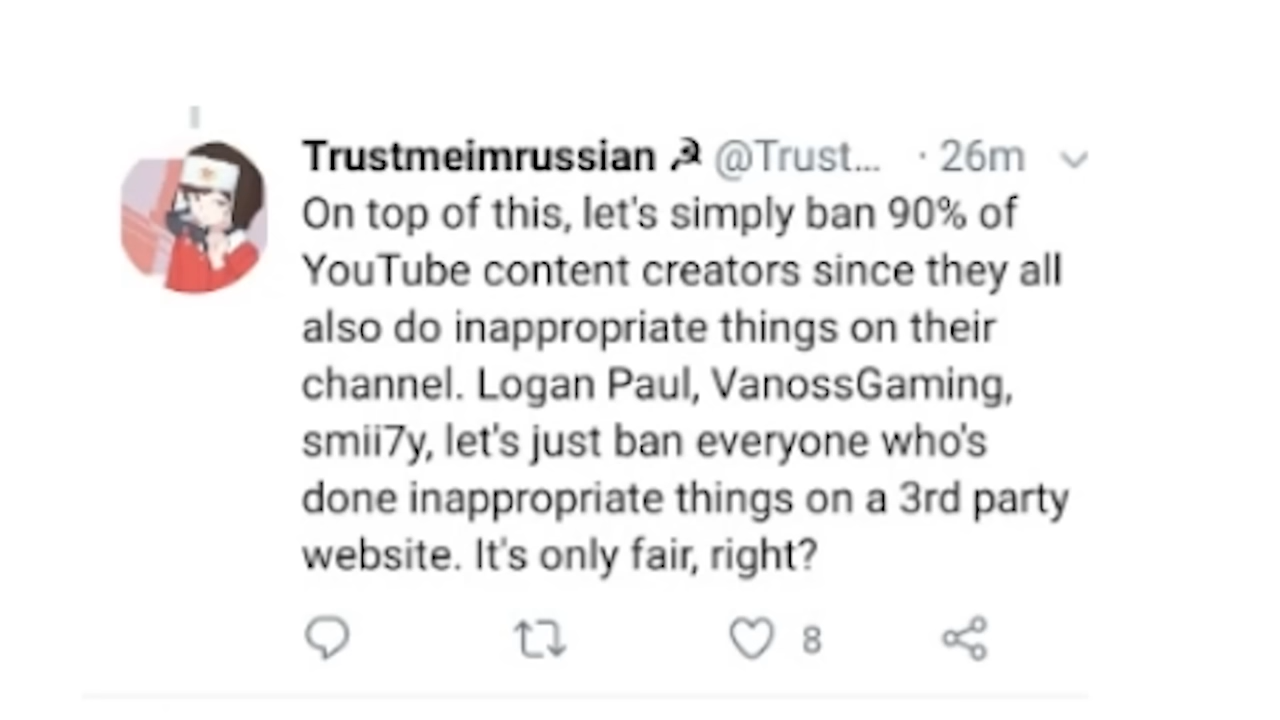 Trustmeimrussian ☭ @Trust... · 26m
On top of this, let's simply ban 90% of
YouTube content creators since they all
also do inappropriate things on their
channel. Logan Paul, VanossGaming,
smii7y, let's just ban everyone who's
done inappropriate things on a 3rd party
website. It's only fair, right?
8